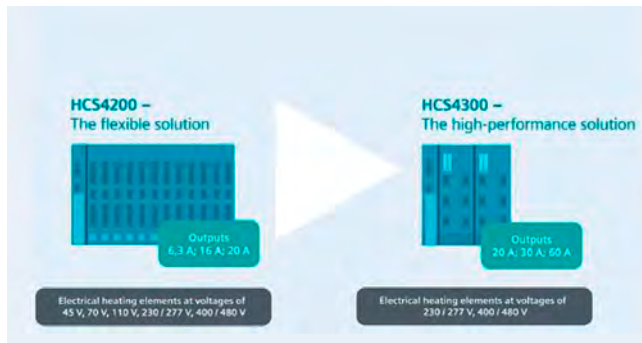 HCS4200 –
The flexible solution
Outputs
6,3 A; 16 A; 20 A
Electrical heating elements at voltages of
45 V, 70 V, 110 V, 230 / 277 V, 400 / 480 V
HCS4300 –
The high-performance solution
Outputs
20 A; 30 A; 60 A
Electrical heating elements at voltages of
230 / 277 V, 400 / 480 V